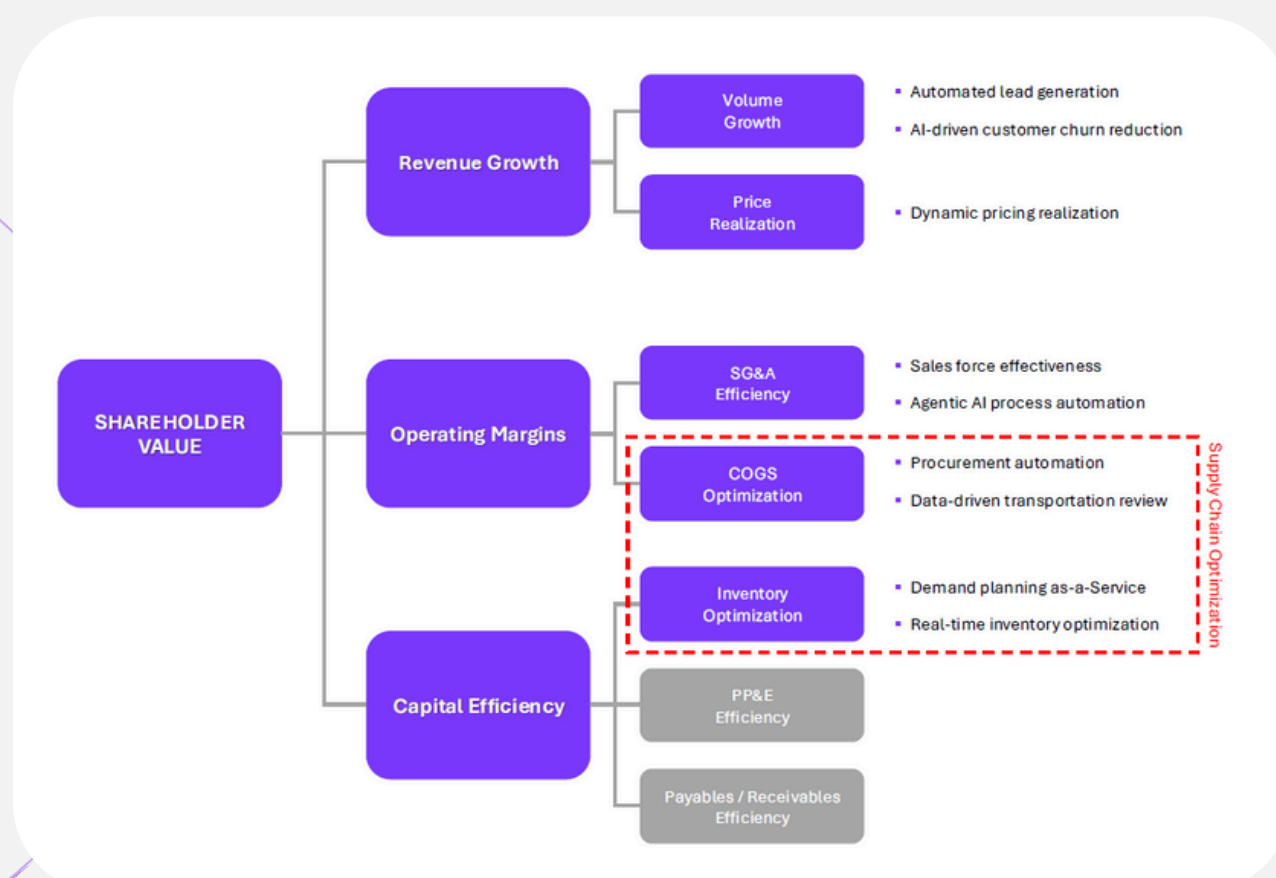 Volume
Growth
Automated lead generation
AI-driven customer churn reduction
Revenue Growth
Price
Realization
Dynamic pricing realization
SHAREHOLDER
VALUE
Operating Margins
SG&A
Efficiency
Sales force effectiveness
Agentic AI process automation
COGS
Optimization
Procurement automation
Data-driven transportation review
Supply Chain Optimization
Inventory
Optimization
Demand planning as-a-Service
Real-time inventory optimization
Capital Efficiency
PP&E
Efficiency
Payables / Receivables
Efficiency